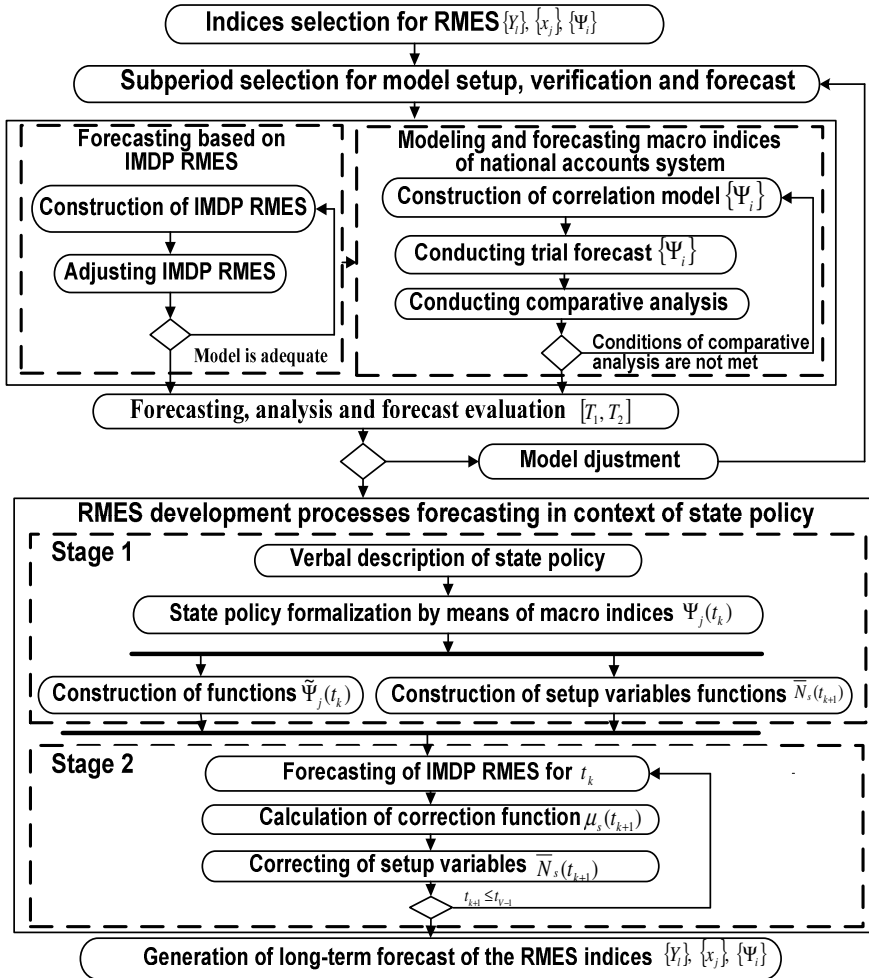 Indices selection for RMES {Y_l}, {x_j}, {Ψ_i}
Subperiod selection for model setup, verification and forecast
Forecasting based on
IMDP RMES
Construction of IMDP RMES
Adjusting IMDP RMES
Model is adequate
Modeling and forecasting macro indices
of national accounts system
Construction of correlation model {Ψ_i}
Conducting trial forecast {Ψ_i}
Conducting comparative analysis
Conditions of comparative
analysis are not met
Forecasting, analysis and forecast evaluation [T_1, T_2]
Model djustment
RMES development processes forecasting in context of state policy
Stage 1
Verbal description of state policy
State policy formalization by means of macro indices Ψ_j(t_k)
Construction of functions Ψ̃_j(t_k)
Construction of setup variables functions N̅_s(t_{k+1})
Stage 2
Forecasting of IMDP RMES for t_k
Calculation of correction function μ_s(t_{k+1})
Correcting of setup variables N̅_s(t_{k+1})
t_{k+1} ≤ t_{V-1}
Generation of long-term forecast of the RMES indices {Y_l}, {x_j}, {Ψ_i}